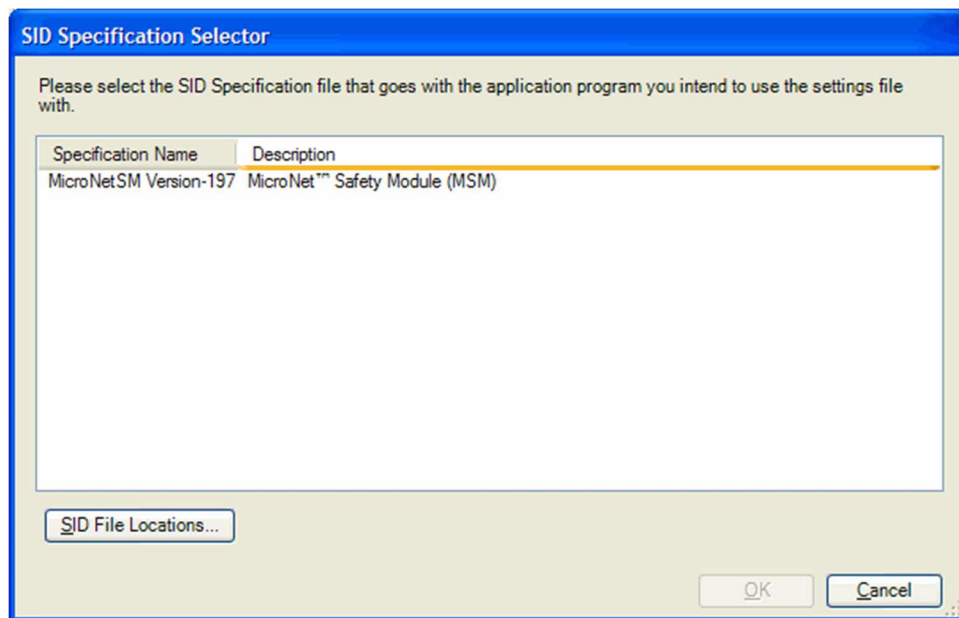 SID Specification Selector
Please select the SID Specification file that goes with the application program you intend to use the settings file
with.
Specification Name Description
MicroNetSM Version-197 MicroNet™ Safety Module (MSM)
SID File Locations...
OK Cancel